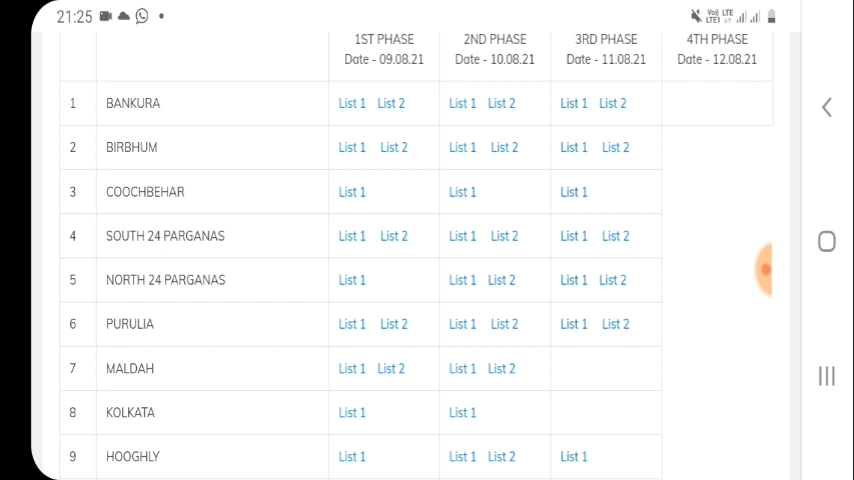 21:25 Vo) LTE LTE1
1ST PHASE 2ND PHASE 3RD PHASE 4TH PHASE
Date - 09.08.21 Date - 10.08.21 Date - 11.08.21 Date - 12.08.21
1 BANKURA List 1 List 2 List 1 List 2 List 1 List 2
2 BIRBHUM List 1 List 2 List 1 List 2 List 1 List 2
3 COOCHBEHAR List 1 List 1 List 1
4 SOUTH 24 PARGANAS List 1 List 2 List 1 List 2 List 1 List 2
5 NORTH 24 PARGANAS List 1 List 1 List 2 List 1 List 2
6 PURULIA List 1 List 2 List 1 List 2 List 1 List 2
7 MALDAH List 1 List 2 List 1 List 2
8 KOLKATA List 1 List 1
9 HOOGHLY List 1 List 1 List 2 List 1